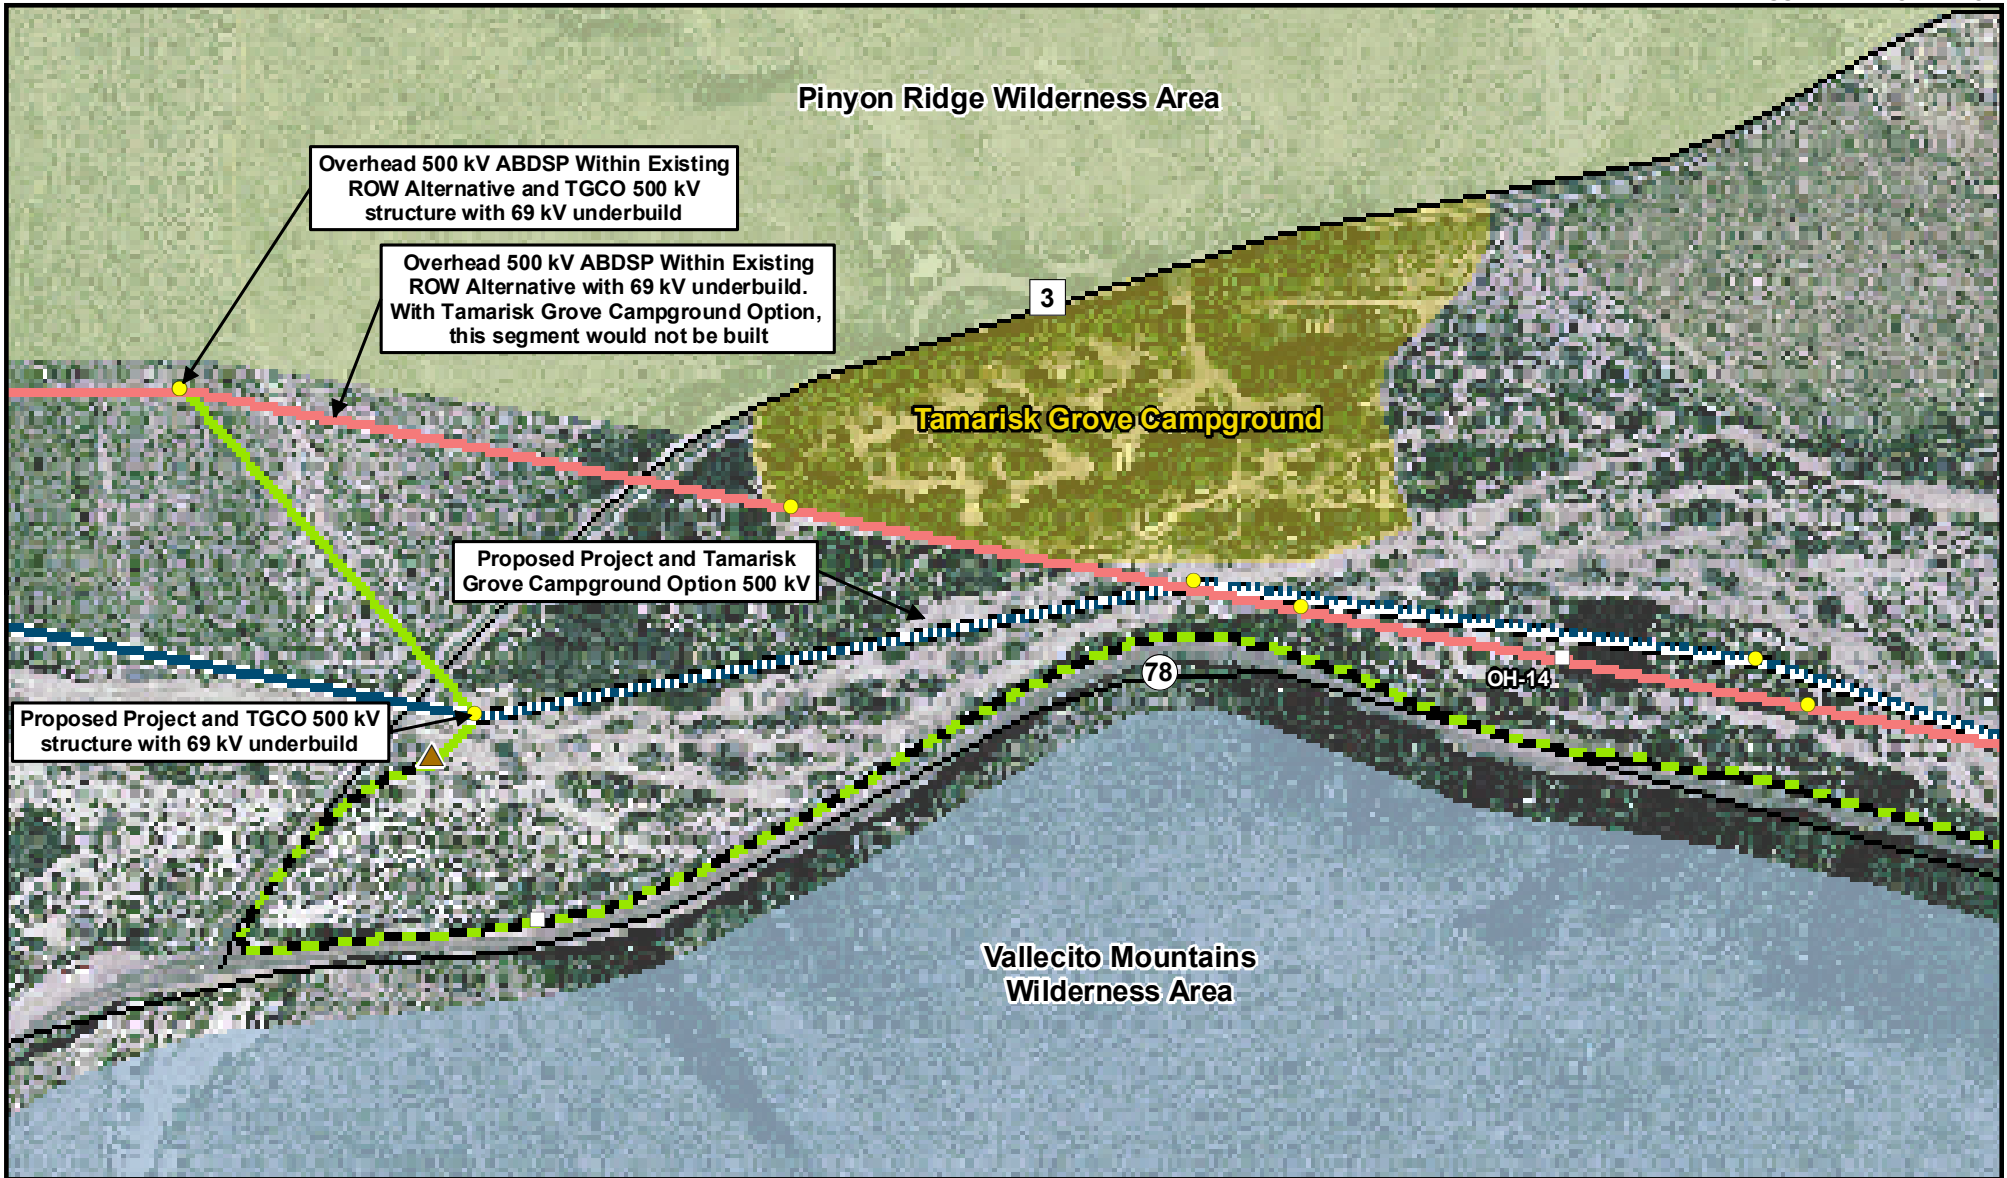 Pinyon Ridge Wilderness Area
Overhead 500 kV ABDSP Within Existing
ROW Alternative and TGCO 500 kV
structure with 69 kV underbuild
Overhead 500 kV ABDSP Within Existing
ROW Alternative with 69 kV underbuild.
With Tamarisk Grove Campground Option,
this segment would not be built
3
Tamarisk Grove Campground
Proposed Project and Tamarisk
Grove Campground Option 500 kV
78
OH-14
Proposed Project and TGCO 500 kV
structure with 69 kV underbuild
Vallecito Mountains
Wilderness Area